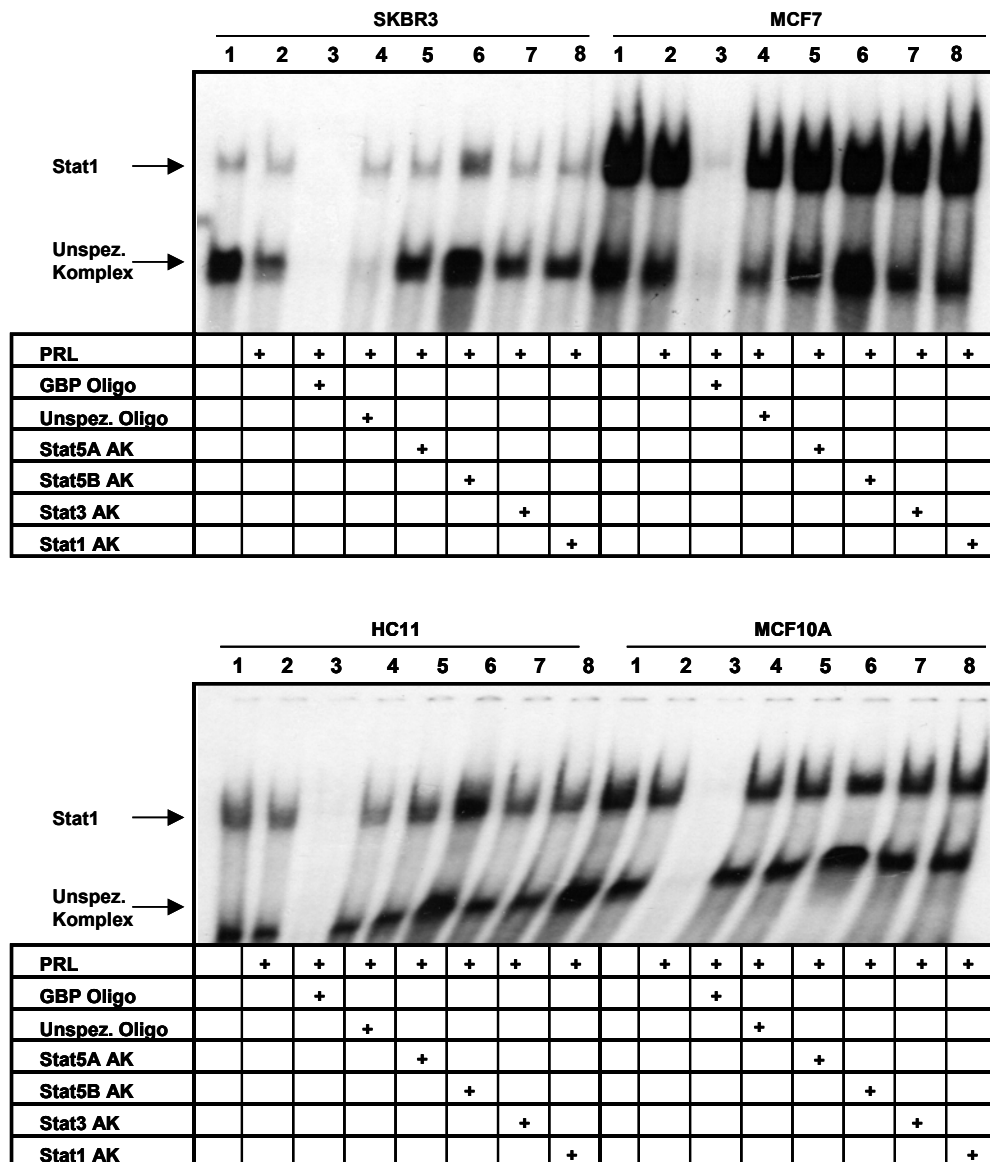 SKBR3 MCF7
1 2 3 4 5 6 7 8 1 2 3 4 5 6 7 8
Stat1
Unspez.
Komplex
PRL + + + + + + + + + + + + + +
GBP Oligo + +
Unspez. Oligo + +
Stat5A AK + +
Stat5B AK + +
Stat3 AK + +
Stat1 AK + +
HC11 MCF10A
1 2 3 4 5 6 7 8 1 2 3 4 5 6 7 8
Stat1
Unspez.
Komplex
PRL + + + + + + + + + + + + + +
GBP Oligo + +
Unspez. Oligo + +
Stat5A AK + +
Stat5B AK + +
Stat3 AK + +
Stat1 AK + +